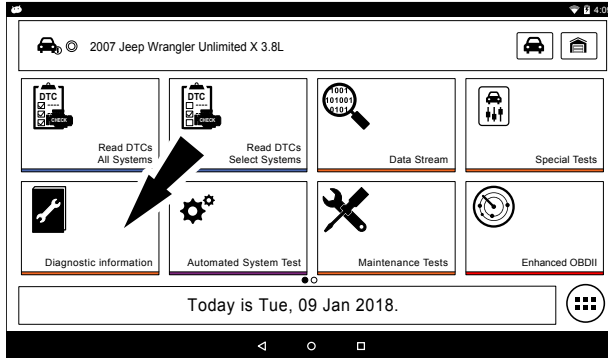 4:09
2007 Jeep Wrangler Unlimited X 3.8L
DTC
CHECK
Read DTCs
All Systems
DTC
CHECK
Read DTCs
Select Systems
1001
101001
0101
Data Stream
Special Tests
Diagnostic information
Automated System Test
Maintenance Tests
Enhanced OBDII
Today is Tue, 09 Jan 2018.